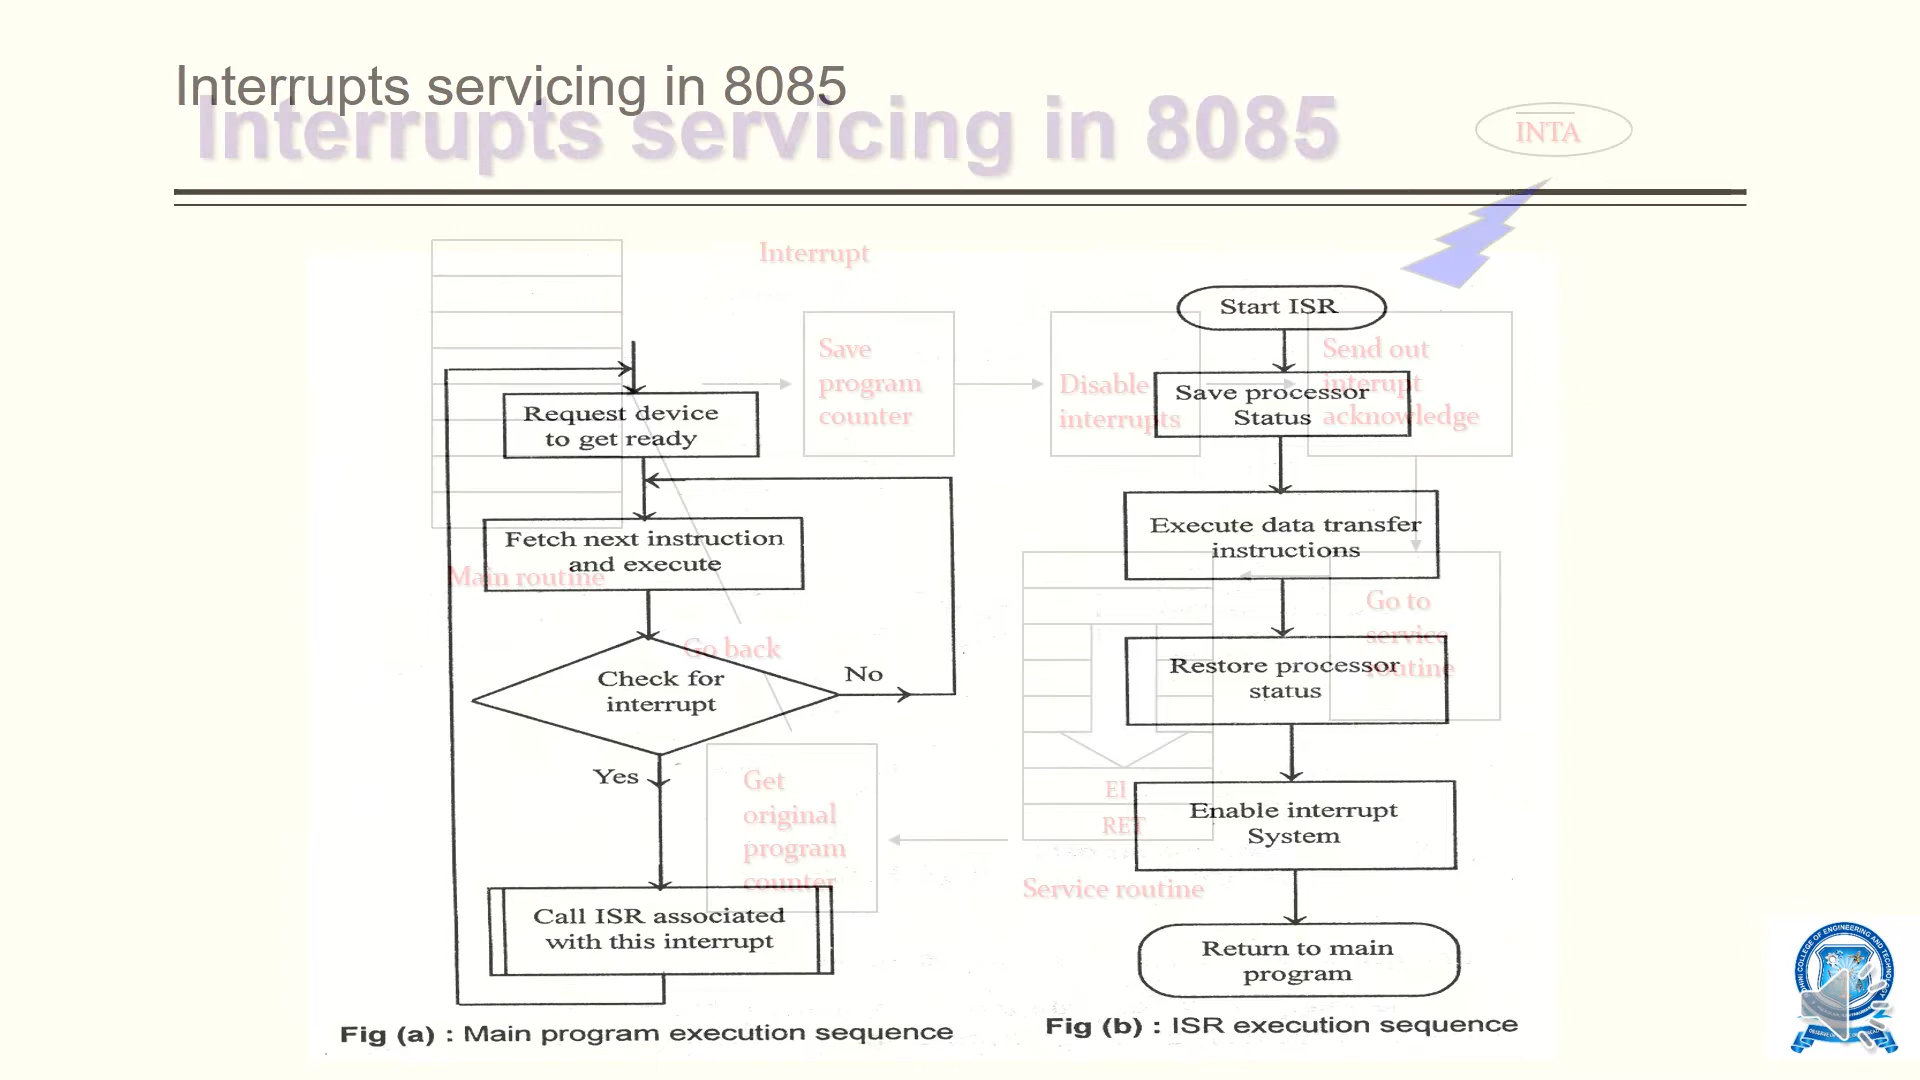 Interrupts servicing in 8085
Interrupts servicing in 8085
INTA
Interrupt
Save
program
counter
Disable
interrupts
Send out
interupt
acknowledge
Main routine
Go back
Go to
service
routine
Get
original
program
counter
EI
RET
Service routine
Request device
to get ready
Fetch next instruction
and execute
Check for
interrupt
No
Yes
Call ISR associated
with this interrupt
Fig (a) : Main program execution sequence
Start ISR
Save processor
Status
Execute data transfer
instructions
Restore processor
status
Enable interrupt
System
Return to main
program
Fig (b) : ISR execution sequence